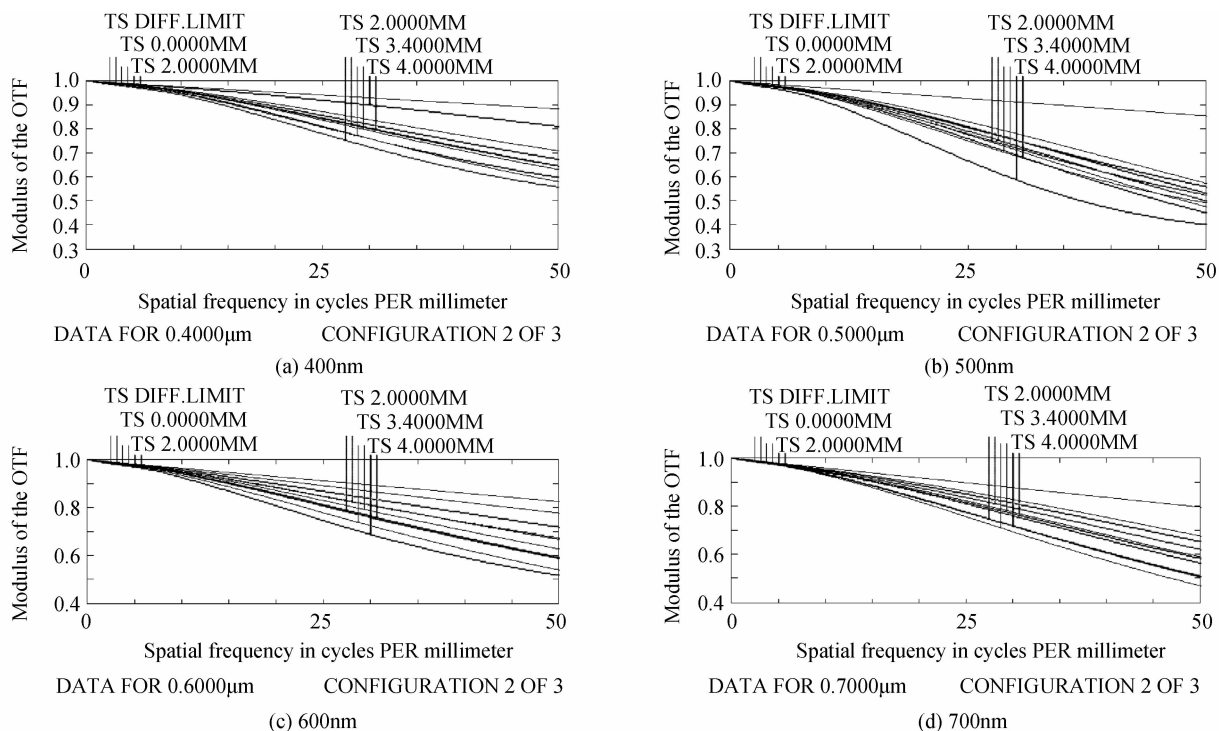 TS DIFF.LIMIT
TS 2.0000MM
TS 0.0000MM
TS 3.4000MM
TS 2.0000MM
TS 4.0000MM
1.0
0.9
0.8
0.7
0.6
0.5
0.4
0.3
Modulus of the OTF
0
25
50
Spatial frequency in cycles PER millimeter
DATA FOR 0.4000μm
CONFIGURATION 2 OF 3
(a) 400nm
TS DIFF.LIMIT
TS 2.0000MM
TS 0.0000MM
TS 3.4000MM
TS 2.0000MM
TS 4.0000MM
1.0
0.9
0.8
0.7
0.6
0.5
0.4
0.3
Modulus of the OTF
0
25
50
Spatial frequency in cycles PER millimeter
DATA FOR 0.5000μm
CONFIGURATION 2 OF 3
(b) 500nm
TS DIFF.LIMIT
TS 2.0000MM
TS 0.0000MM
TS 3.4000MM
TS 2.0000MM
TS 4.0000MM
1.0
0.8
0.6
0.4
Modulus of the OTF
0
25
50
Spatial frequency in cycles PER millimeter
DATA FOR 0.6000μm
CONFIGURATION 2 OF 3
(c) 600nm
TS DIFF.LIMIT
TS 2.0000MM
TS 0.0000MM
TS 3.4000MM
TS 2.0000MM
TS 4.0000MM
1.0
0.8
0.6
0.4
Modulus of the OTF
0
25
50
Spatial frequency in cycles PER millimeter
DATA FOR 0.7000μm
CONFIGURATION 2 OF 3
(d) 700nm